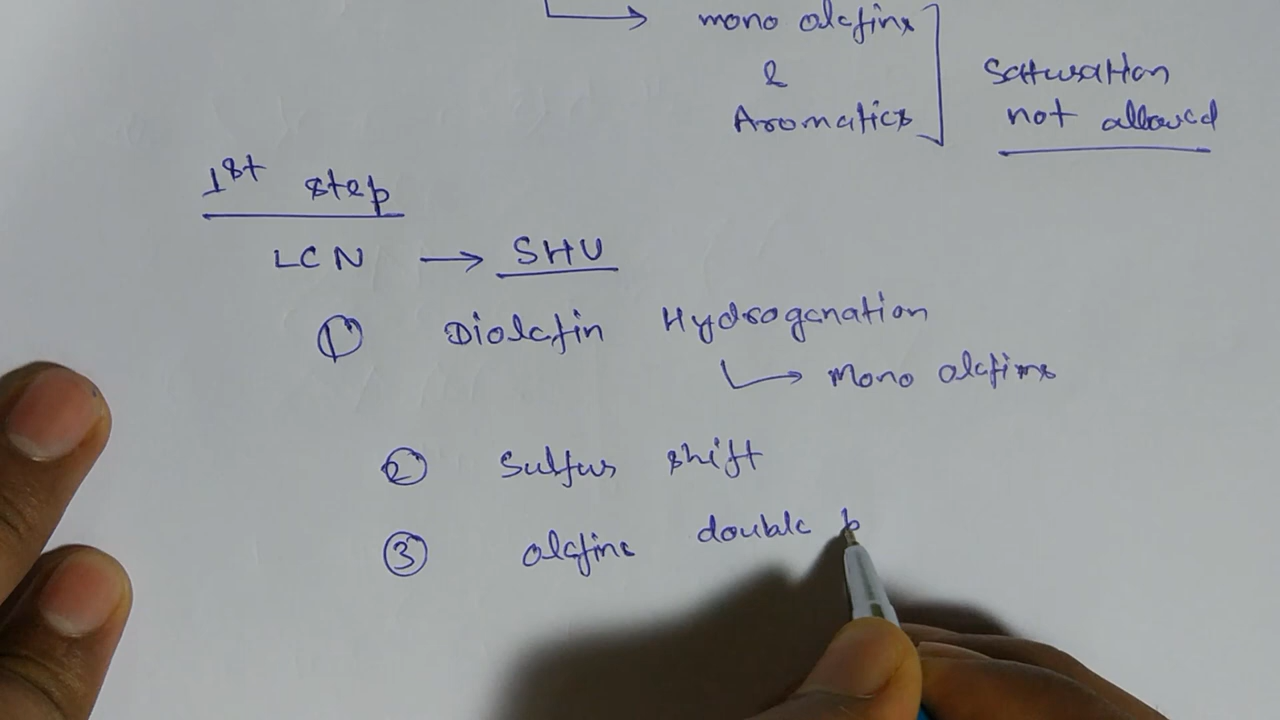 mono olefins
&
Aromatics
Saturation
not allowed
1st step
LCN → SHU
① Diolefin Hydrogenation
→ Mono olefins
② Sulfur shift
③ olefine double b